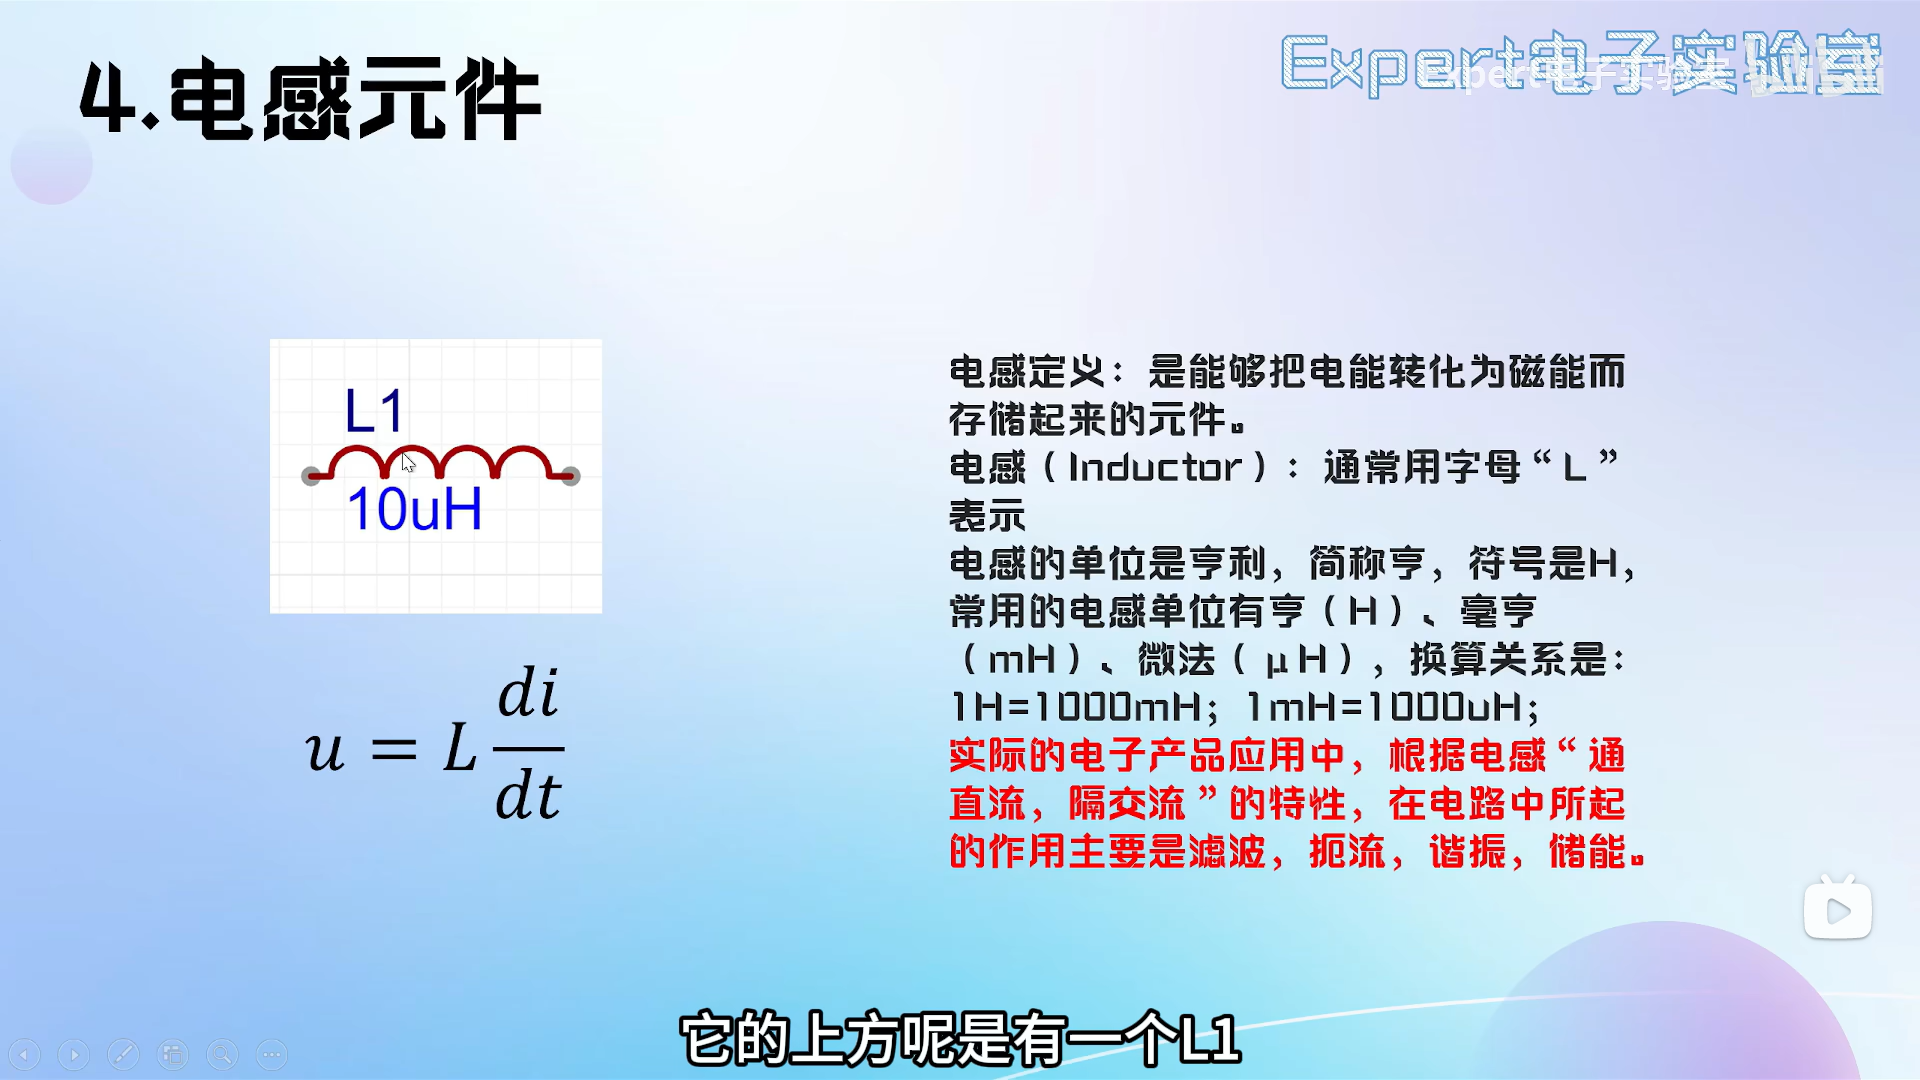 4.电感元件
Expert电子实验室
L1
10uH
u = L di/dt
电感定义：是能够把电能转化为磁能而
存储起来的元件。
电感（Inductor）：通常用字母“L”
表示
电感的单位是亨利，简称亨，符号是H，
常用的电感单位有亨（H）、毫亨
（mH）、微法（μH），换算关系是：
1H=1000mH；1mH=1000uH；
实际的电子产品应用中，根据电感“通
直流，隔交流”的特性，在电路中所起
的作用主要是滤波，扼流，谐振，储能。
它的上方呢是有一个L1